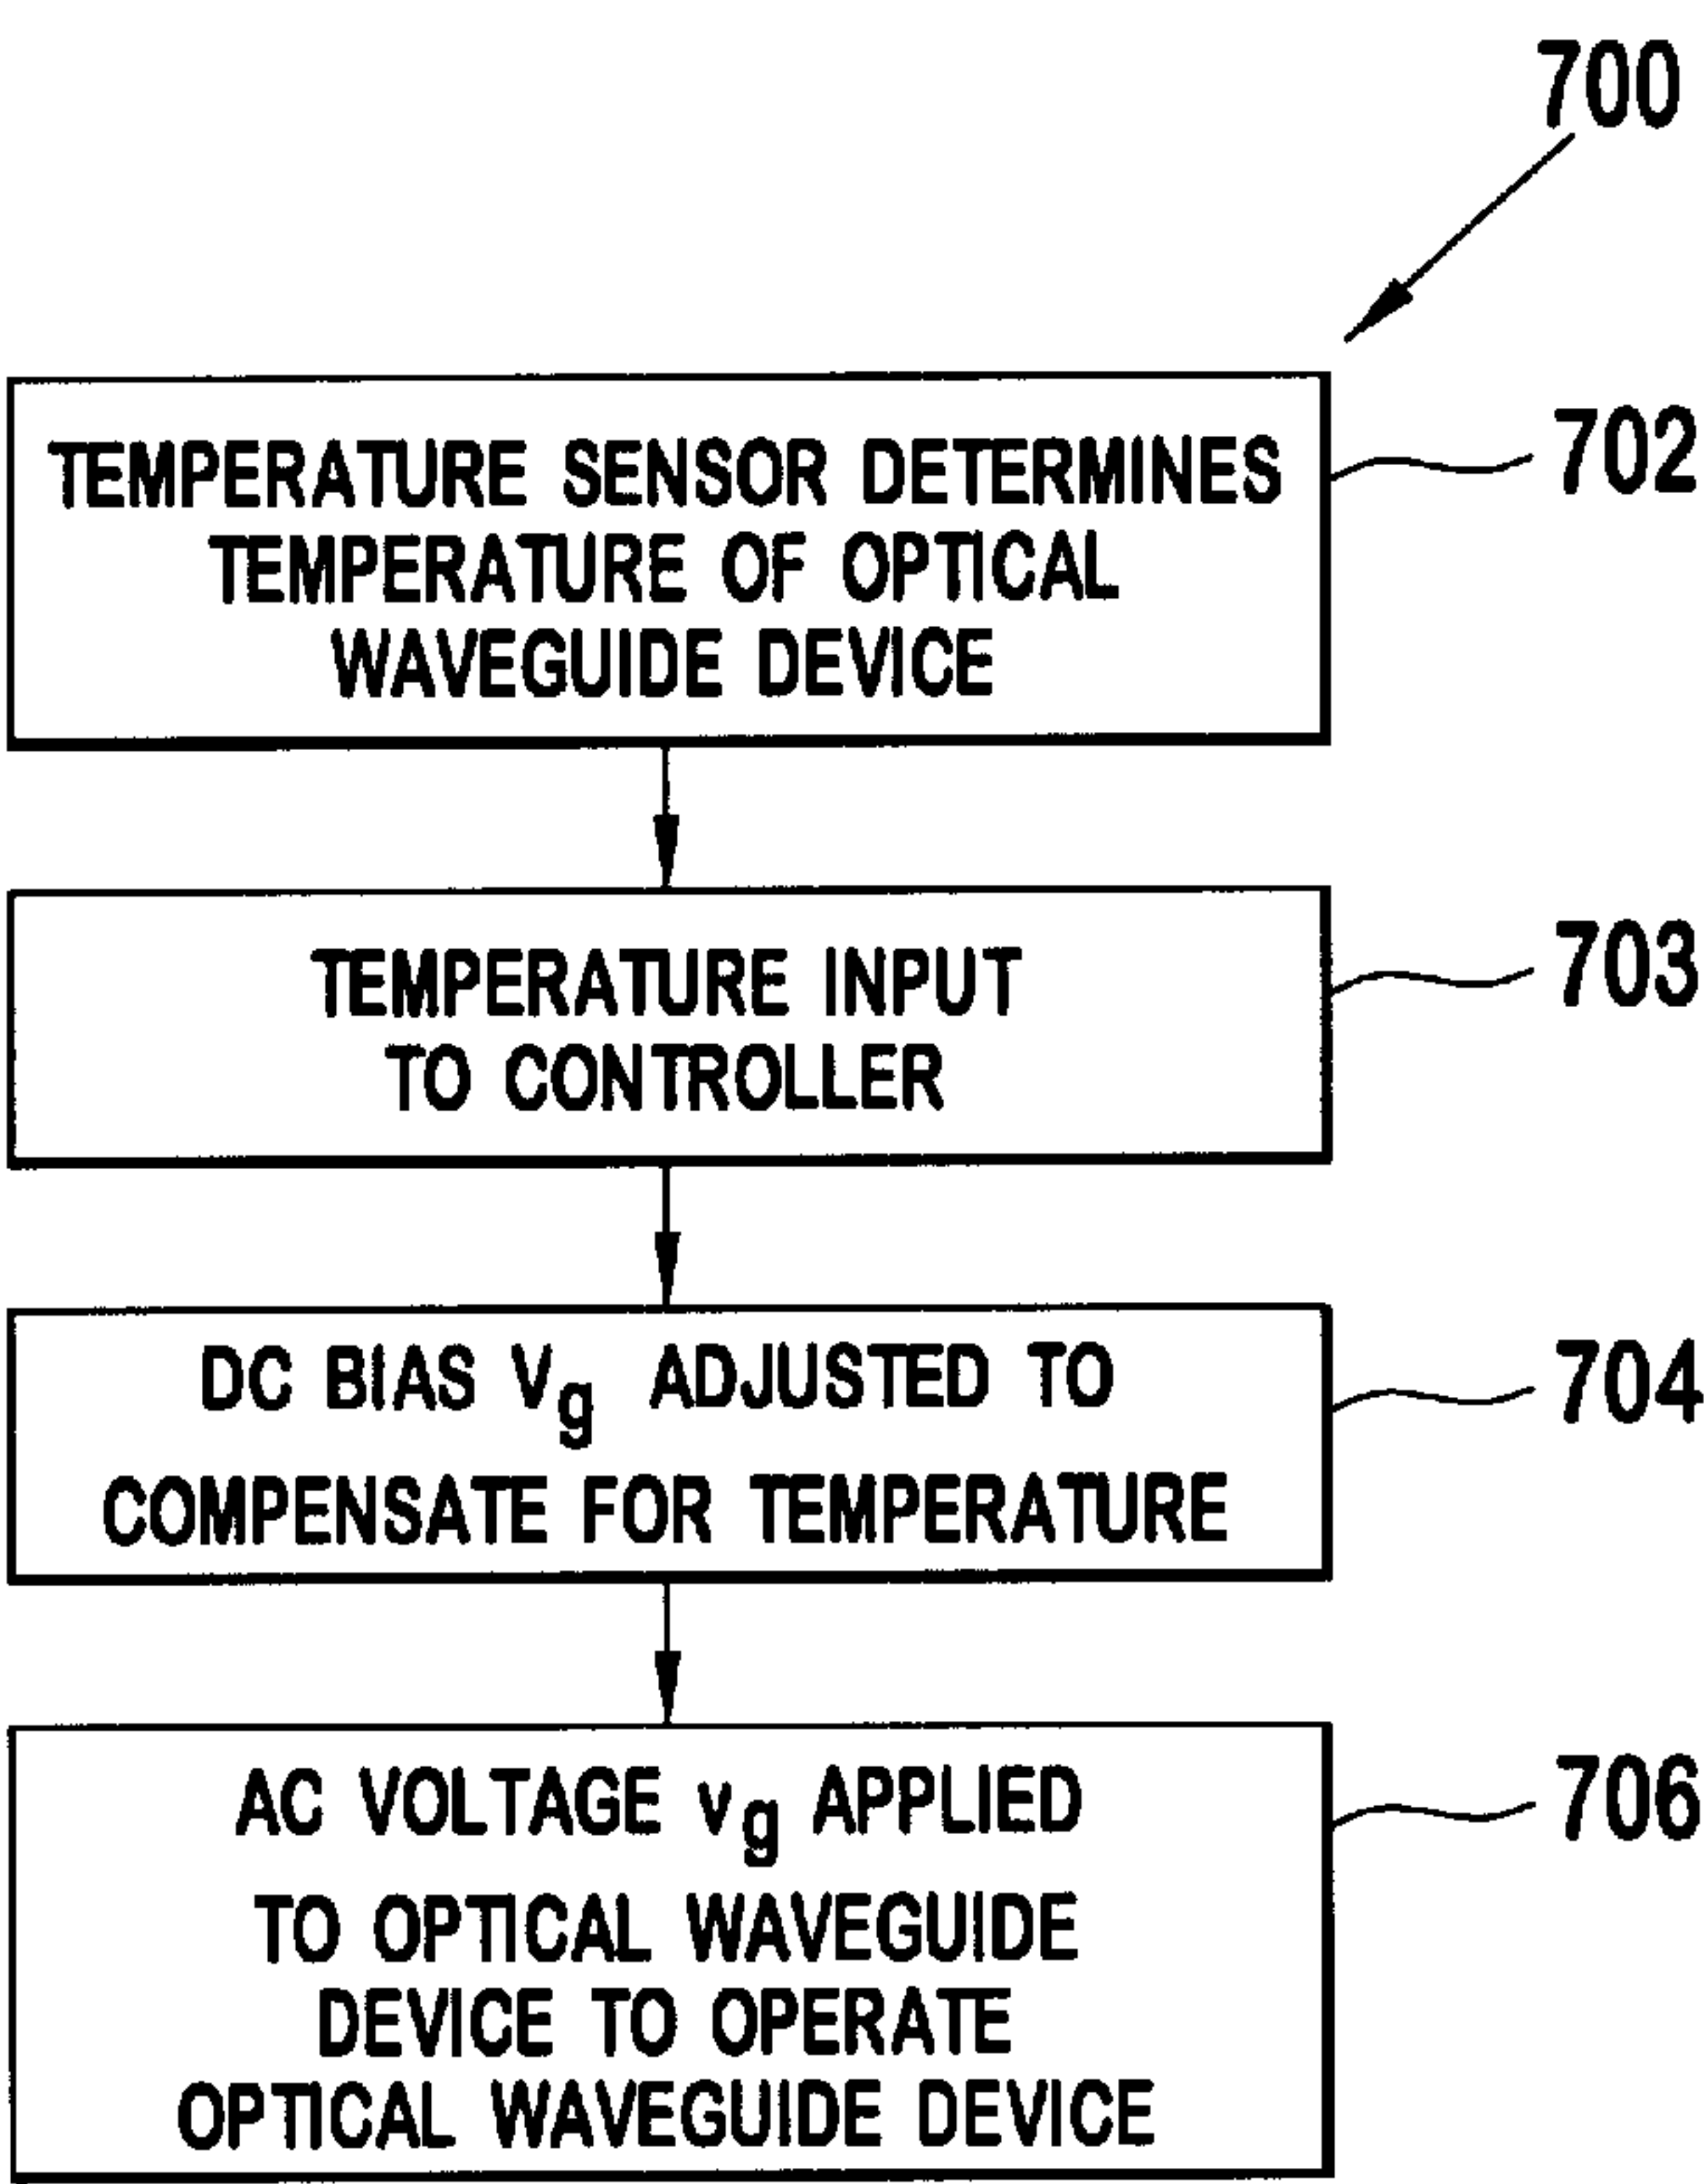 700
TEMPERATURE SENSOR DETERMINES
TEMPERATURE OF OPTICAL
WAVEGUIDE DEVICE
702
TEMPERATURE INPUT
TO CONTROLLER
703
DC BIAS Vg ADJUSTED TO
COMPENSATE FOR TEMPERATURE
704
AC VOLTAGE vg APPLIED
TO OPTICAL WAVEGUIDE
DEVICE TO OPERATE
OPTICAL WAVEGUIDE DEVICE
706